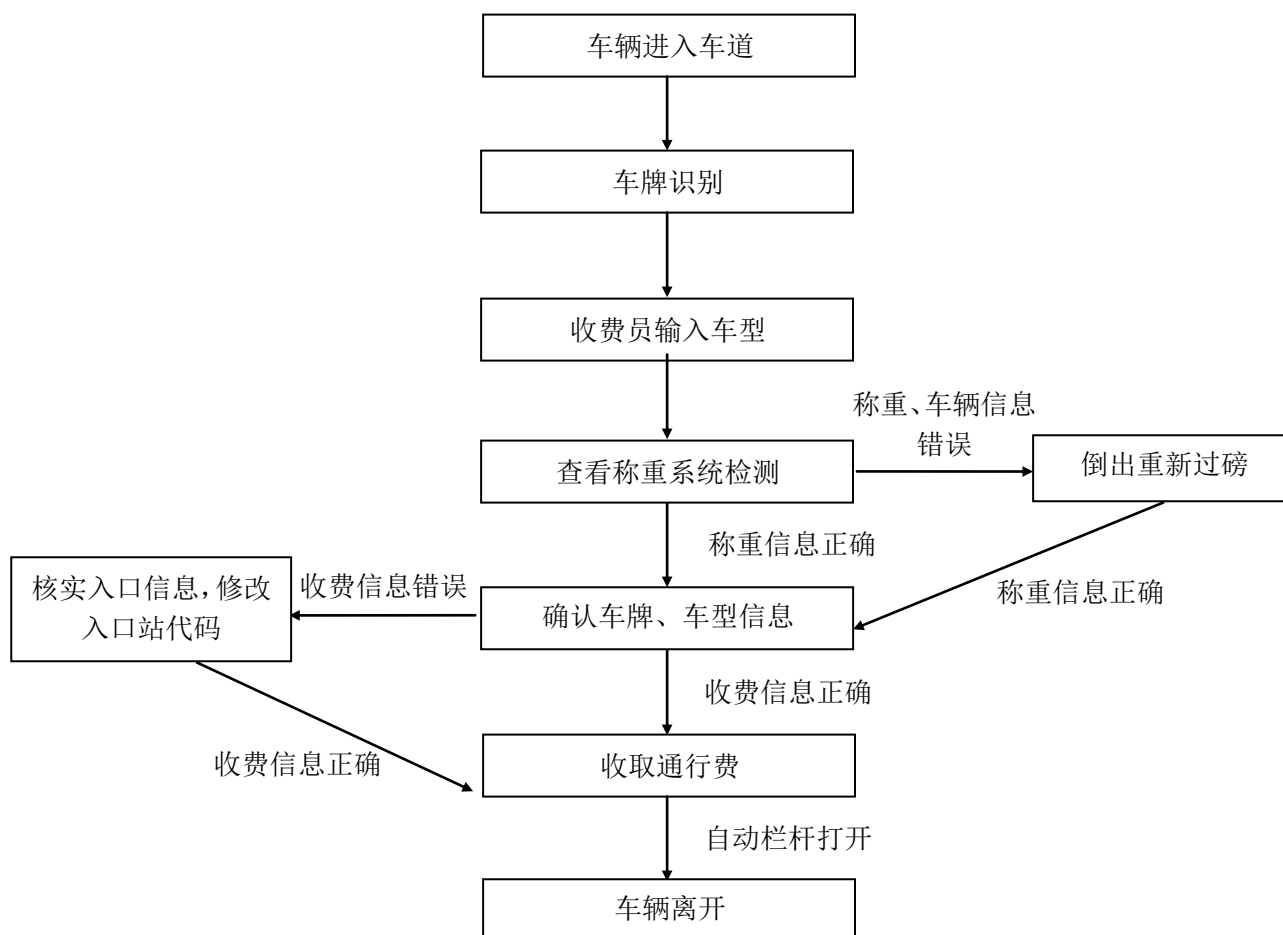 车辆进入车道
车牌识别
收费员输入车型
称重、车辆信息
错误
查看称重系统检测
倒出重新过磅
称重信息正确
核实入口信息，修改
入口站代码
收费信息错误
确认车牌、车型信息
称重信息正确
收费信息正确
收费信息正确
收取通行费
自动栏杆打开
车辆离开